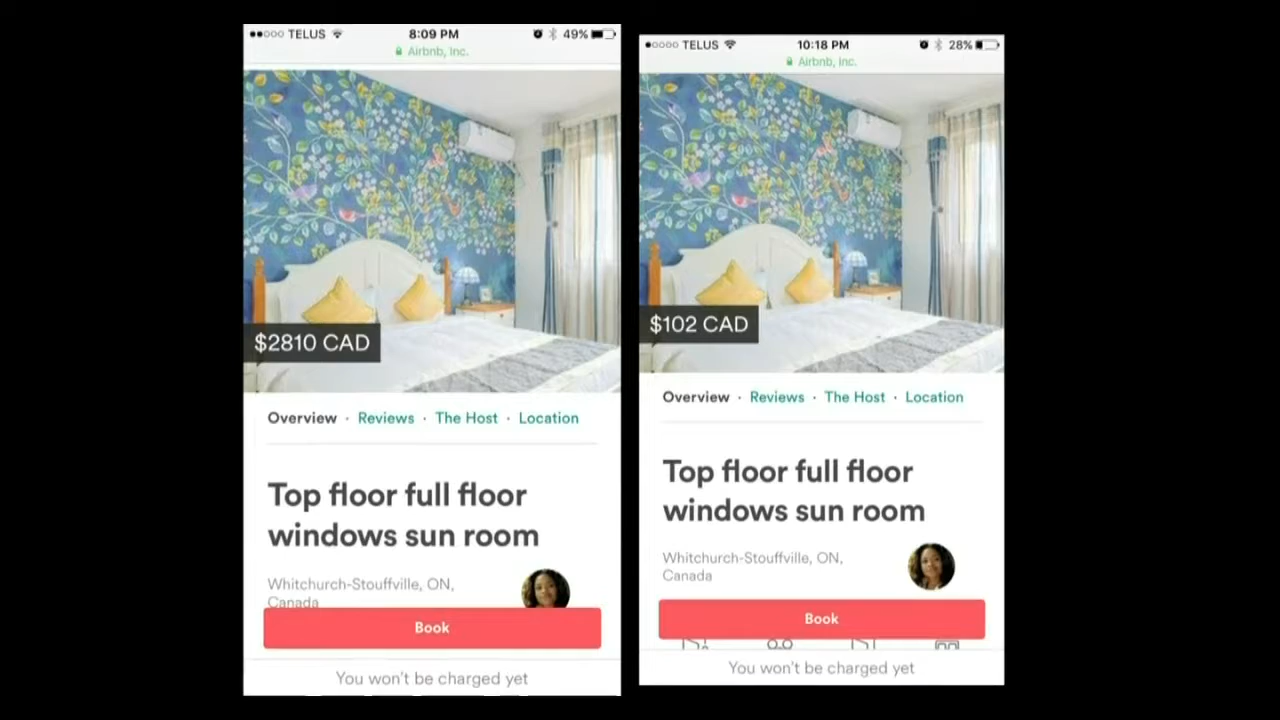 TELUS 8:09 PM 49%
Airbnb, Inc.
$2810 CAD
Overview · Reviews · The Host · Location
Top floor full floor
windows sun room
Whitchurch-Stouffville, ON,
Canada
Book
You won't be charged yet
TELUS 10:18 PM 28%
Airbnb, Inc.
$102 CAD
Overview · Reviews · The Host · Location
Top floor full floor
windows sun room
Whitchurch-Stouffville, ON,
Canada
Book
You won't be charged yet